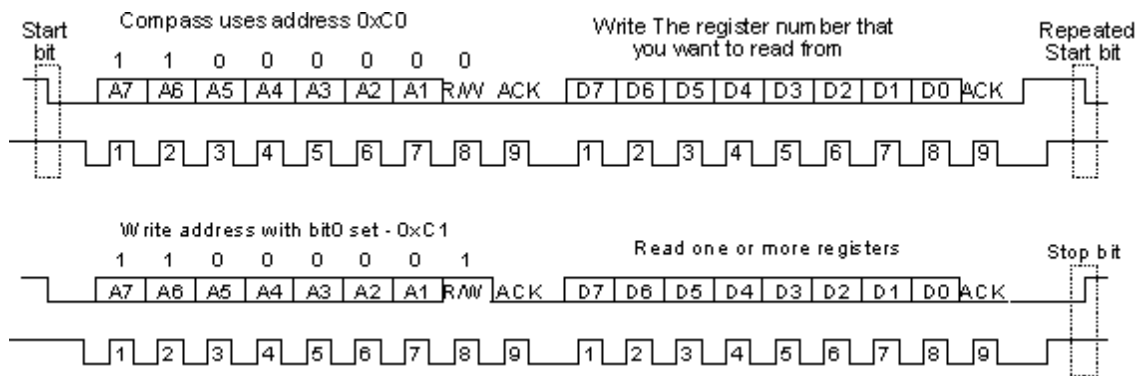 Compass uses address 0xC0
Write The register number that
you want to read from
Start
bit
Repeated
Start bit
1 1 0 0 0 0 0 0
A7 A6 A5 A4 A3 A2 A1 R/W ACK D7 D6 D5 D4 D3 D2 D1 D0 ACK
1 2 3 4 5 6 7 8 9 1 2 3 4 5 6 7 8 9
Write address with bit0 set - 0xC1
Read one or more registers
Stop bit
1 1 0 0 0 0 0 1
A7 A6 A5 A4 A3 A2 A1 R/W ACK D7 D6 D5 D4 D3 D2 D1 D0 ACK
1 2 3 4 5 6 7 8 9 1 2 3 4 5 6 7 8 9